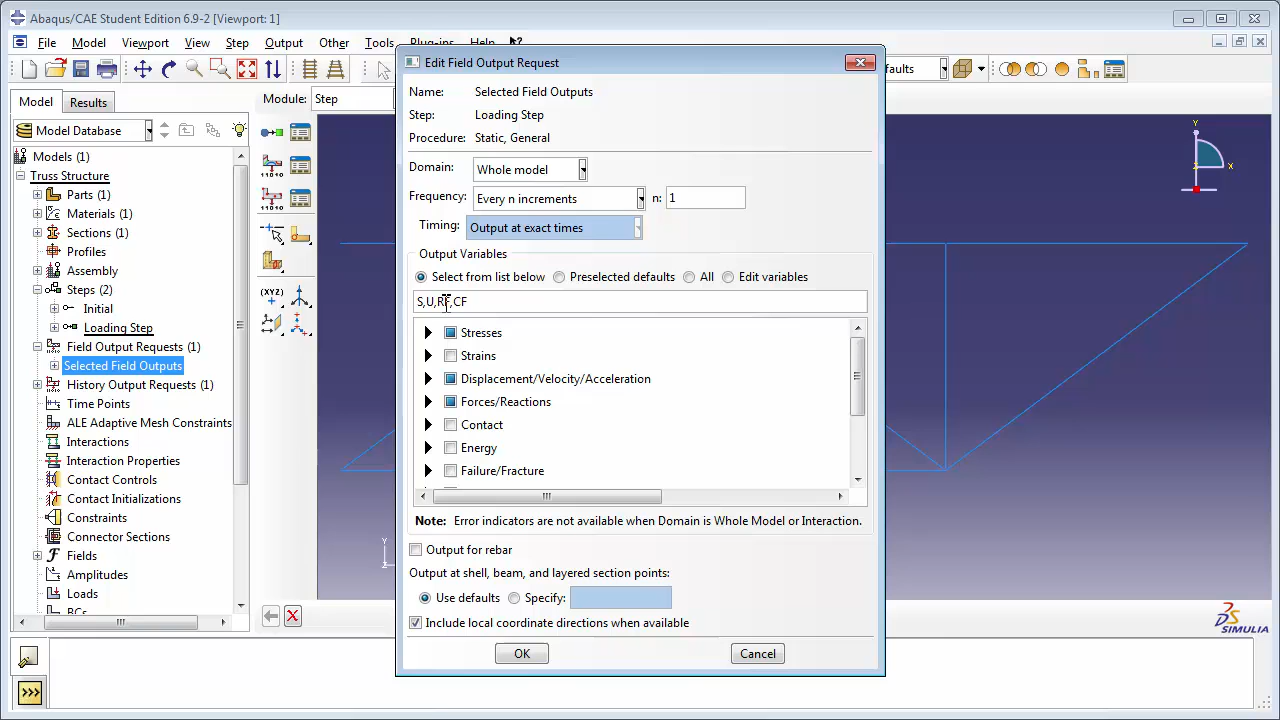 Abaqus/CAE Student Edition 6.9-2 [Viewport: 1]
File Model Viewport View Step Output Other Tools Plug-ins Help
Model Results
Module: Step
faults
Model Database
Models (1)
Truss Structure
Parts (1)
Materials (1)
Sections (1)
Profiles
Assembly
Steps (2)
Initial
Loading Step
Field Output Requests (1)
Selected Field Outputs
History Output Requests (1)
Time Points
ALE Adaptive Mesh Constraints
Interactions
Interaction Properties
Contact Controls
Contact Initializations
Constraints
Connector Sections
Fields
Amplitudes
Loads
BCs
(XYZ)
Edit Field Output Request
Name: Selected Field Outputs
Step: Loading Step
Procedure: Static, General
Domain: Whole model
Frequency: Every n increments n: 1
Timing: Output at exact times
Output Variables
Select from list below Preselected defaults All Edit variables
S,U,RF,CF
Stresses
Strains
Displacement/Velocity/Acceleration
Forces/Reactions
Contact
Energy
Failure/Fracture
Note: Error indicators are not available when Domain is Whole Model or Interaction.
Output for rebar
Output at shell, beam, and layered section points:
Use defaults Specify:
Include local coordinate directions when available
OK Cancel
Y
X
Z
Y
SIMULIA
>>>